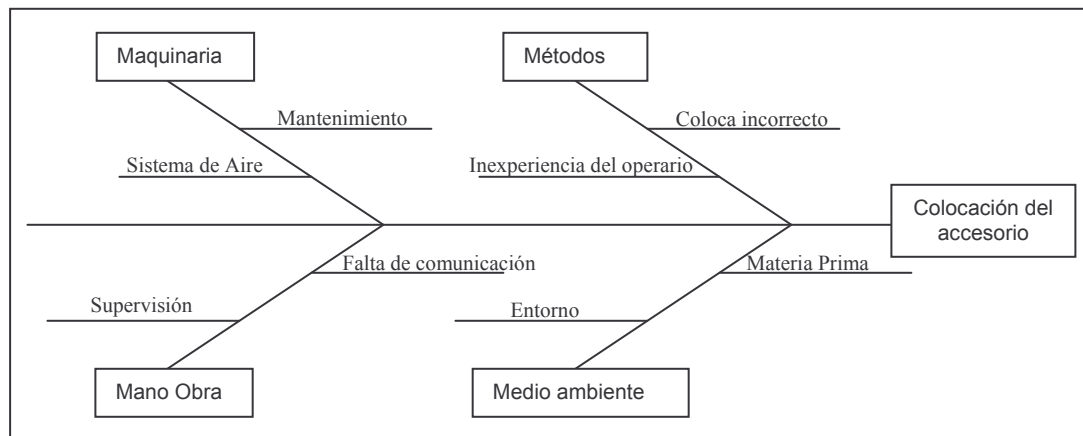 Maquinaria
Métodos
Mantenimiento
Coloca incorrecto
Sistema de Aire
Inexperiencia del operario
Colocación del
accesorio
Falta de comunicación
Materia Prima
Supervisión
Entorno
Mano Obra
Medio ambiente